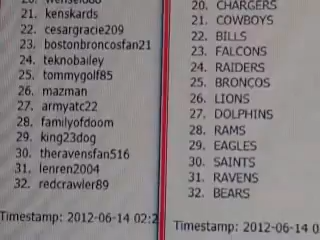 20. wensel606
21. kenskards
22. cesargracie209
23. bostonbroncosfan21
24. teknobailey
25. tommygolf85
26. mazman
27. armyatc22
28. familyofdoom
29. king23dog
30. theravensfan516
31. lenren2004
32. redcrawler89
Timestamp: 2012-06-14 02:2
20. CHARGERS
21. COWBOYS
22. BILLS
23. FALCONS
24. RAIDERS
25. BRONCOS
26. LIONS
27. DOLPHINS
28. RAMS
29. EAGLES
30. SAINTS
31. RAVENS
32. BEARS
Timestamp: 2012-06-14 0